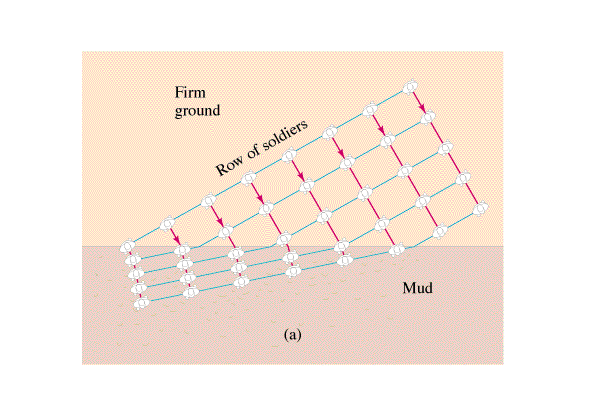 Firm
ground
Row of soldiers
Mud
(a)